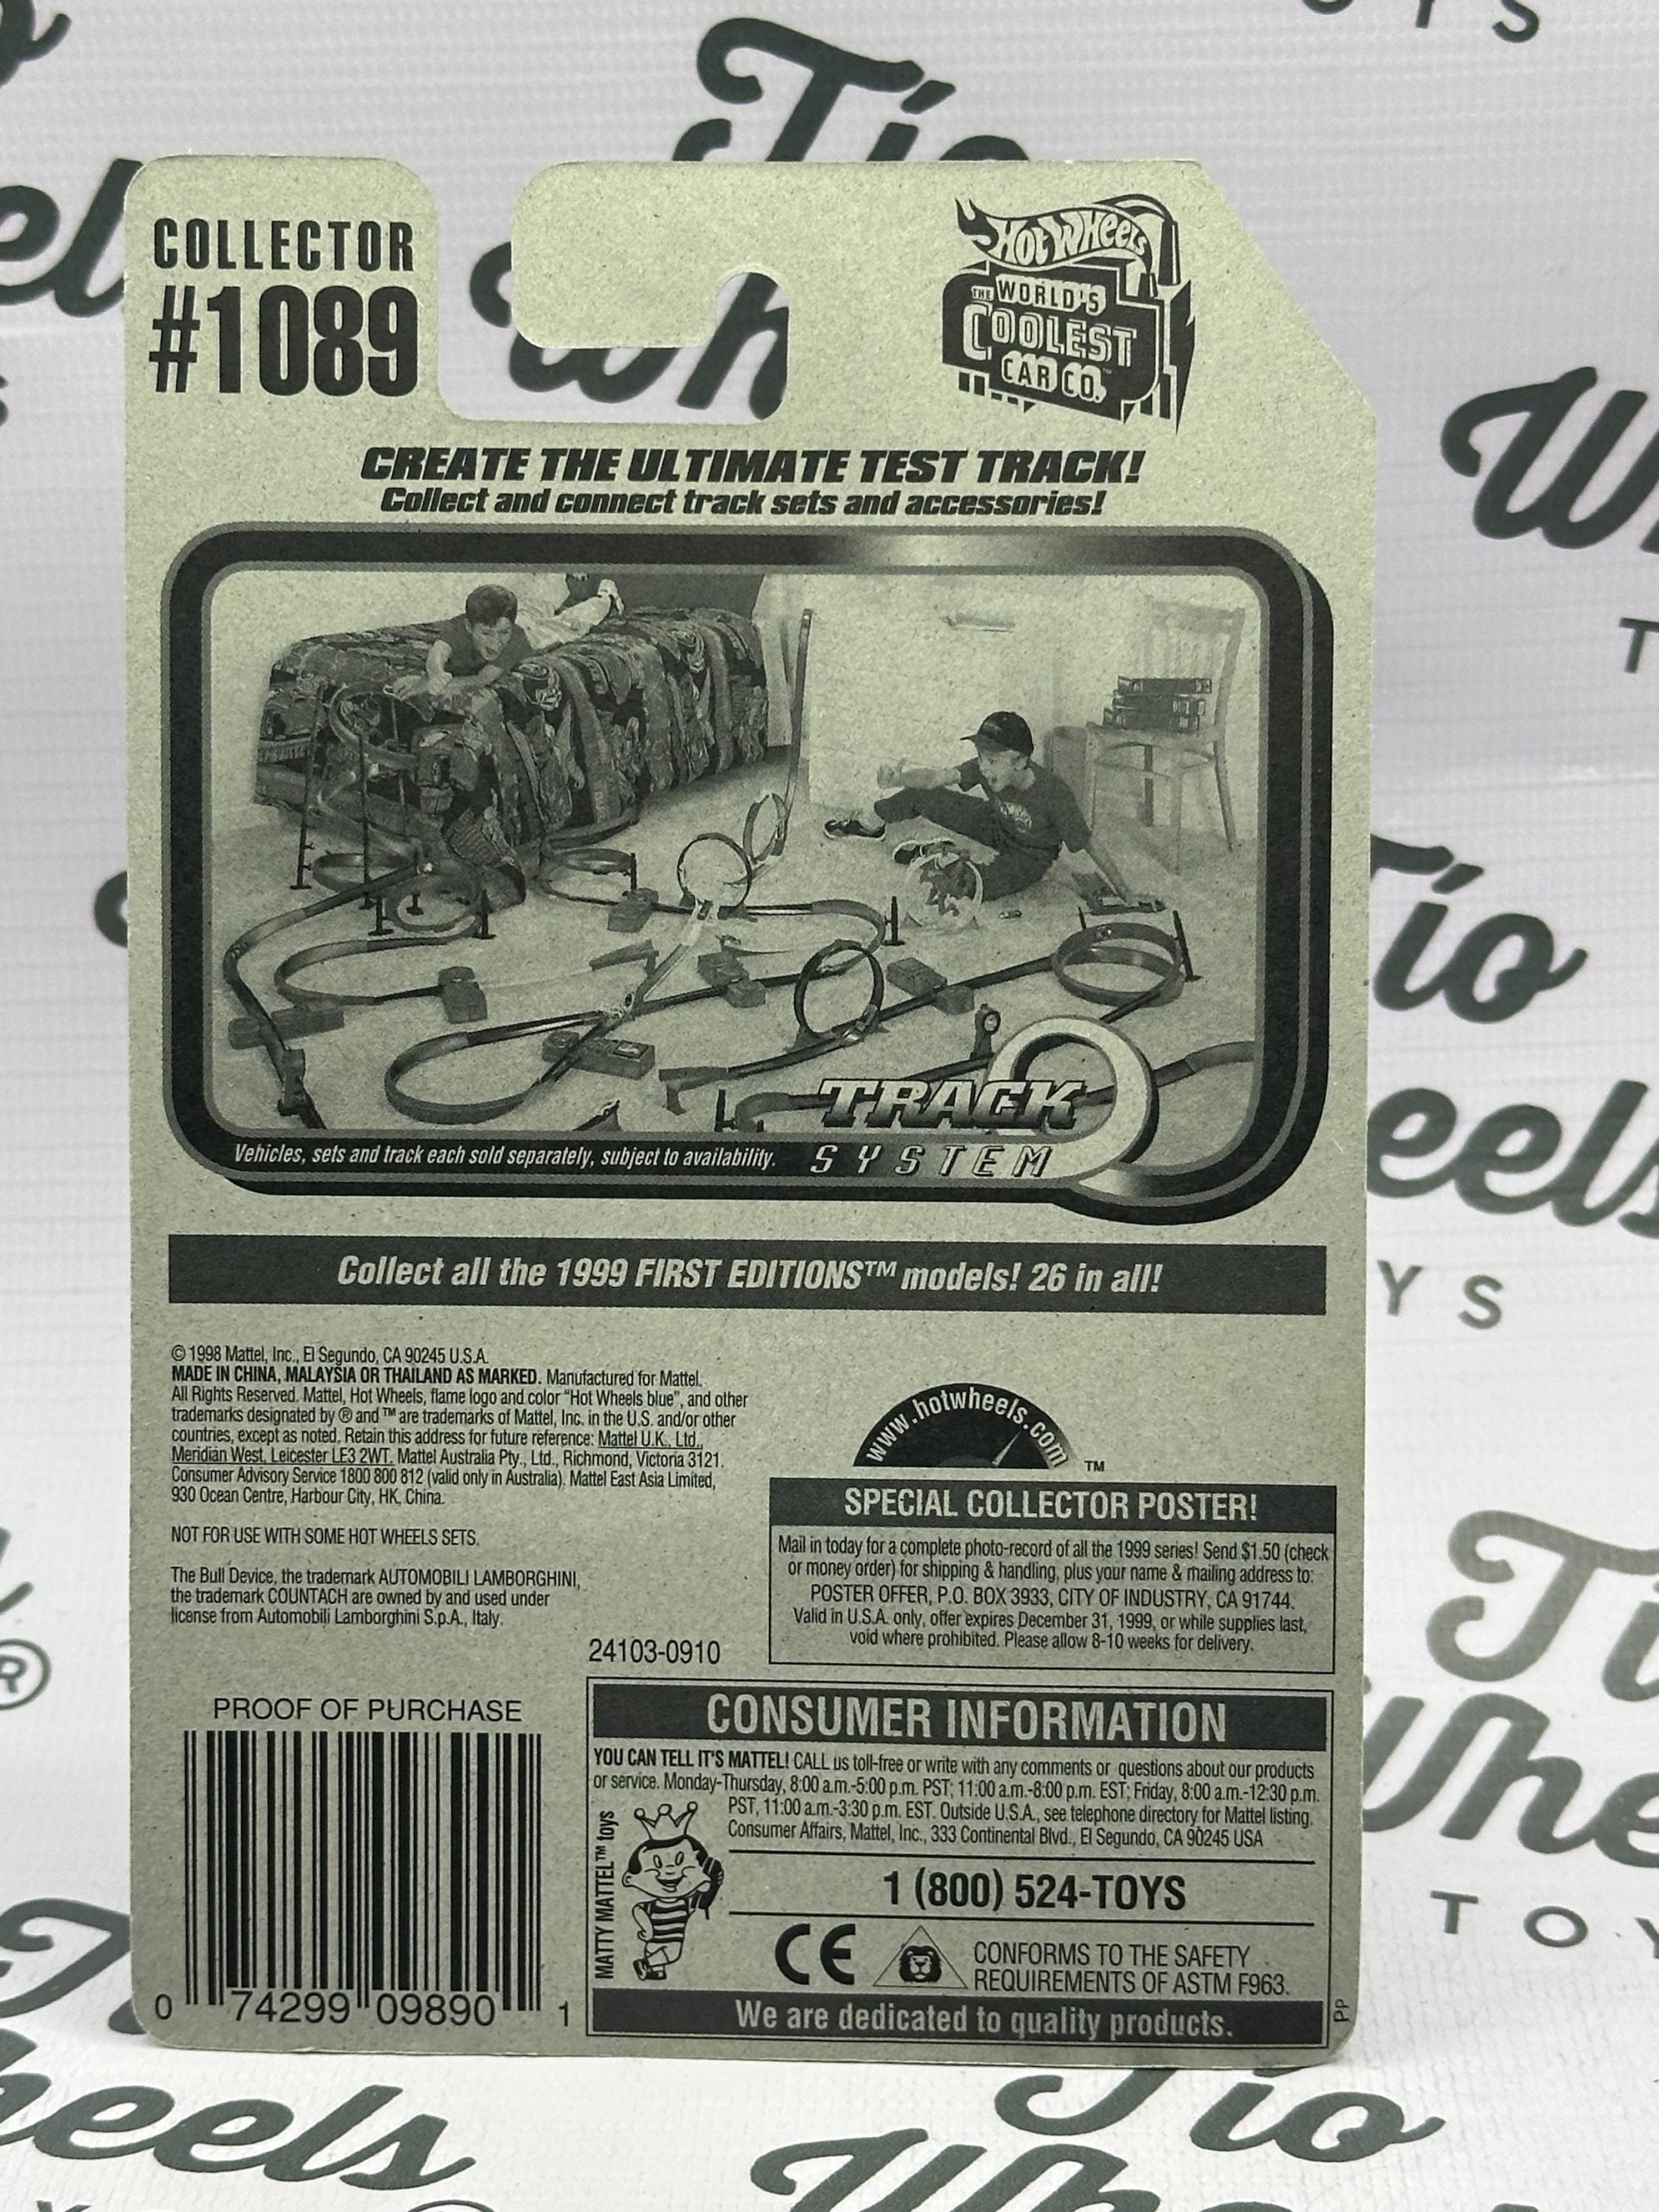 COLLECTOR
#1089
HOT WHEELS
THE WORLD'S
COOLEST
CAR CO.™
CREATE THE ULTIMATE TEST TRACK!
Collect and connect track sets and accessories!
TRACK
SYSTEM
Vehicles, sets and track each sold separately, subject to availability.
Collect all the 1999 FIRST EDITIONS™ models! 26 in all!
© 1998 Mattel, Inc., El Segundo, CA 90245 U.S.A.
MADE IN CHINA, MALAYSIA OR THAILAND AS MARKED. Manufactured for Mattel.
All Rights Reserved. Mattel, Hot Wheels, flame logo and color “Hot Wheels blue”, and other
trademarks designated by ® and ™ are trademarks of Mattel, Inc. in the U.S. and/or other
countries, except as noted. Retain this address for future reference: Mattel U.K., Ltd.,
Meridian West, Leicester LE3 2WT. Mattel Australia Pty., Ltd., Richmond, Victoria 3121.
Consumer Advisory Service 1800 800 812 (valid only in Australia). Mattel East Asia Limited,
930 Ocean Centre, Harbour City, HK, China.
NOT FOR USE WITH SOME HOT WHEELS SETS.
The Bull Device, the trademark AUTOMOBILI LAMBORGHINI,
the trademark COUNTACH are owned by and used under
license from Automobili Lamborghini S.p.A., Italy.
24103-0910
www.hotwheels.com ™
SPECIAL COLLECTOR POSTER!
Mail in today for a complete photo-record of all the 1999 series! Send $1.50 (check
or money order) for shipping & handling, plus your name & mailing address to:
POSTER OFFER, P.O. BOX 3933, CITY OF INDUSTRY, CA 91744.
Valid in U.S.A. only, offer expires December 31, 1999, or while supplies last,
void where prohibited. Please allow 8-10 weeks for delivery.
PROOF OF PURCHASE
0 74299 09890 1
CONSUMER INFORMATION
YOU CAN TELL IT'S MATTEL! CALL us toll-free or write with any comments or questions about our products
or service. Monday-Thursday, 8:00 a.m.-5:00 p.m. PST; 11:00 a.m.-8:00 p.m. EST; Friday, 8:00 a.m.-12:30 p.m.
PST, 11:00 a.m.-3:30 p.m. EST. Outside U.S.A., see telephone directory for Mattel listing.
Consumer Affairs, Mattel, Inc., 333 Continental Blvd., El Segundo, CA 90245 USA
MATTY MATTEL™ toys
1 (800) 524-TOYS
CE
CONFORMS TO THE SAFETY
REQUIREMENTS OF ASTM F963.
We are dedicated to quality products.
PP
Tio
Wheels
TOYS